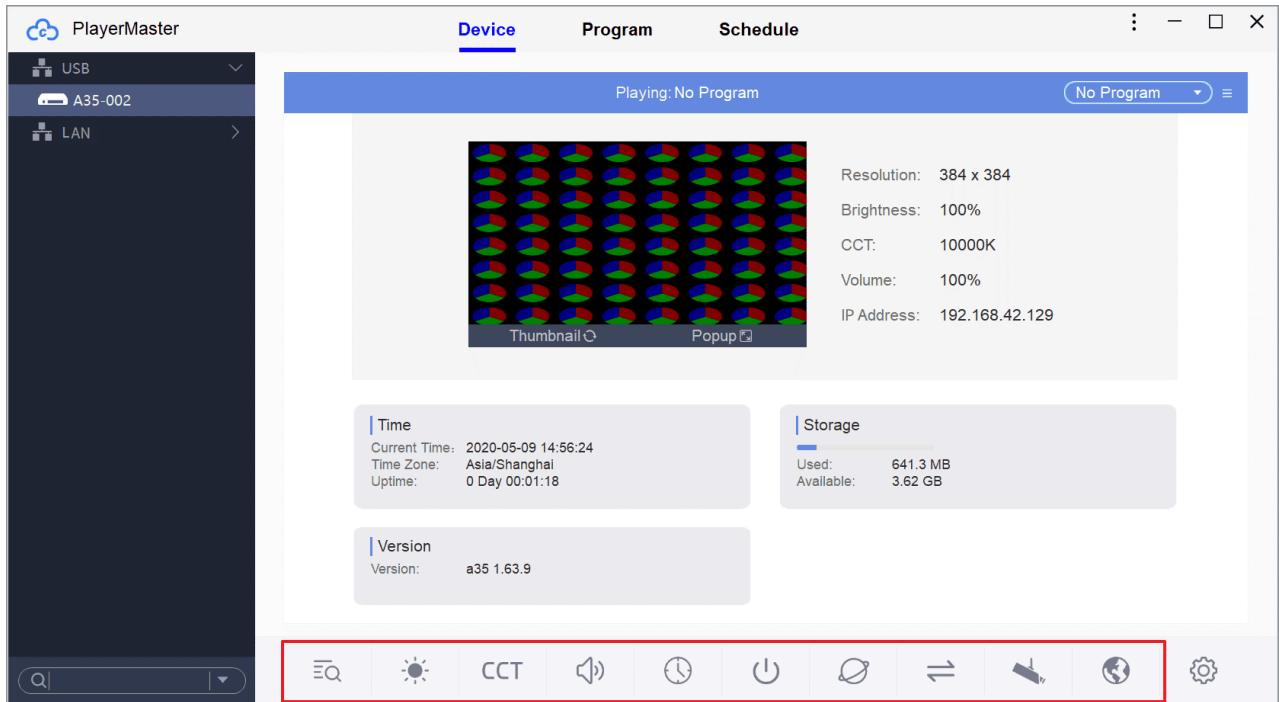 PlayerMaster
Device Program Schedule
USB
A35-002
LAN
Playing: No Program
No Program
Resolution: 384 x 384
Brightness: 100%
CCT: 10000K
Volume: 100%
IP Address: 192.168.42.129
Thumbnail Popup
Time
Current Time: 2020-05-09 14:56:24
Time Zone: Asia/Shanghai
Uptime: 0 Day 00:01:18
Storage
Used: 641.3 MB
Available: 3.62 GB
Version
Version: a35 1.63.9
CCT